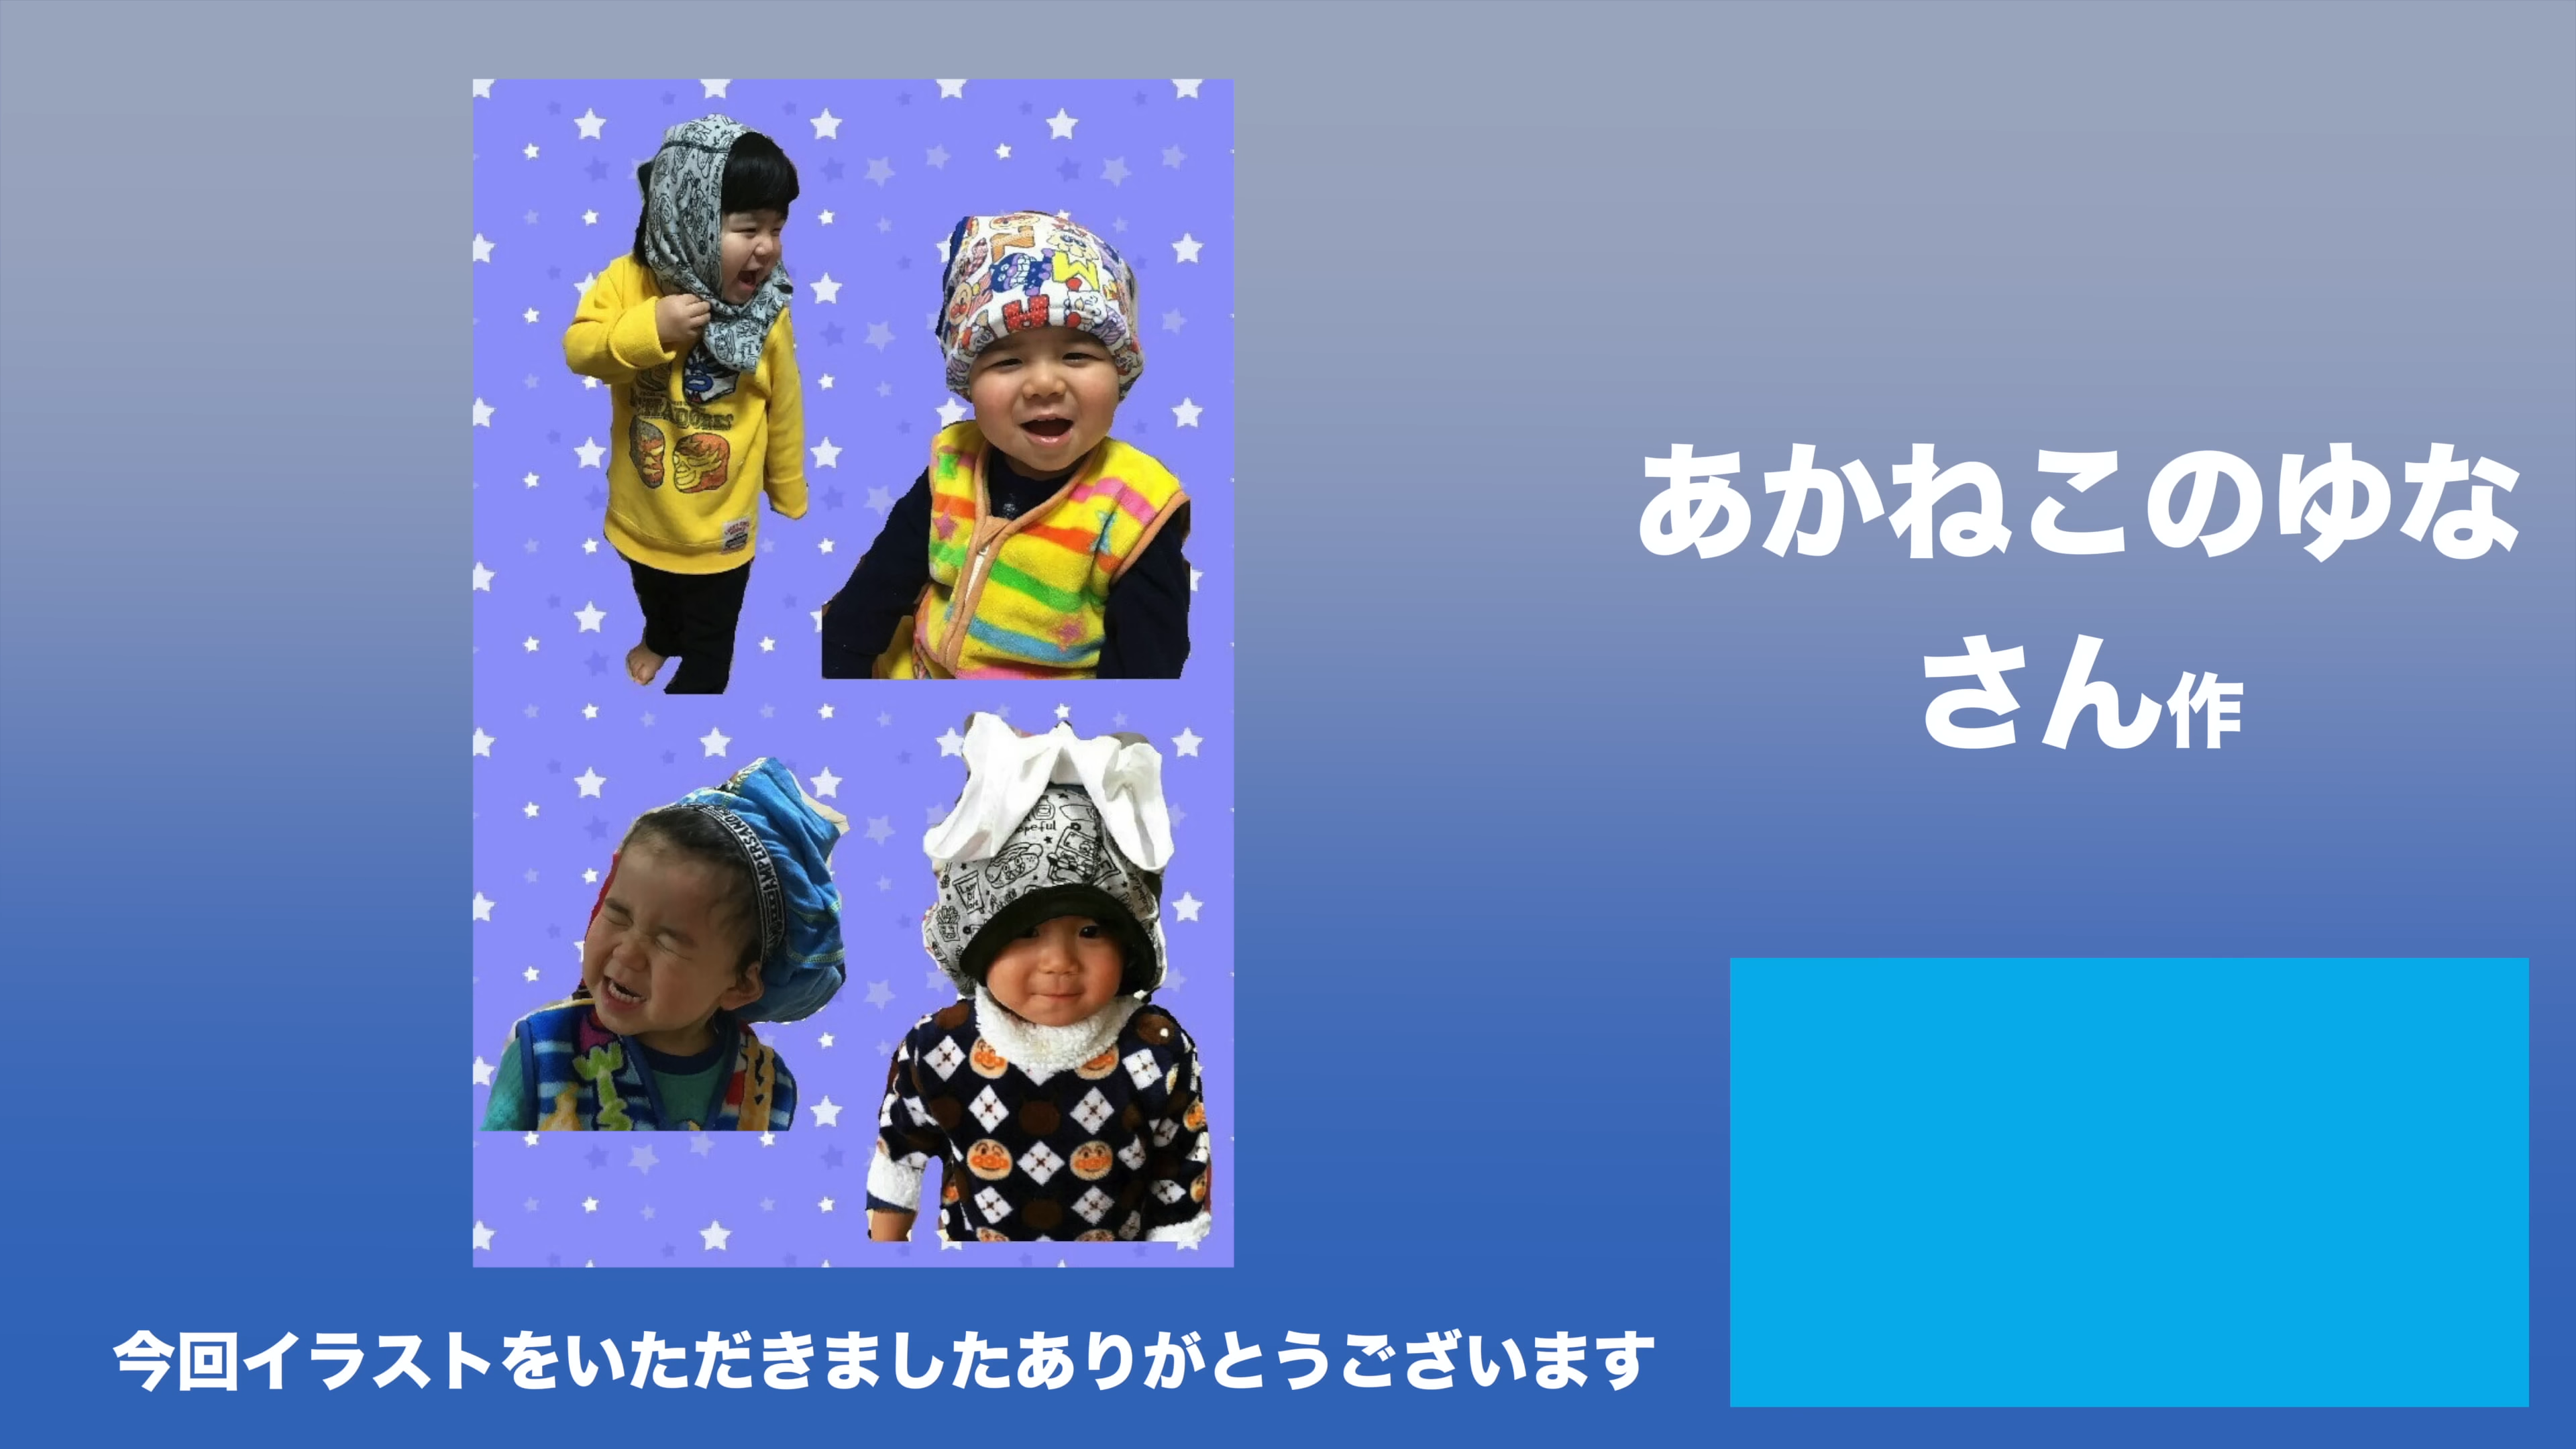 あかねこのゆな
さん作
今回イラストをいただきましたありがとうございます